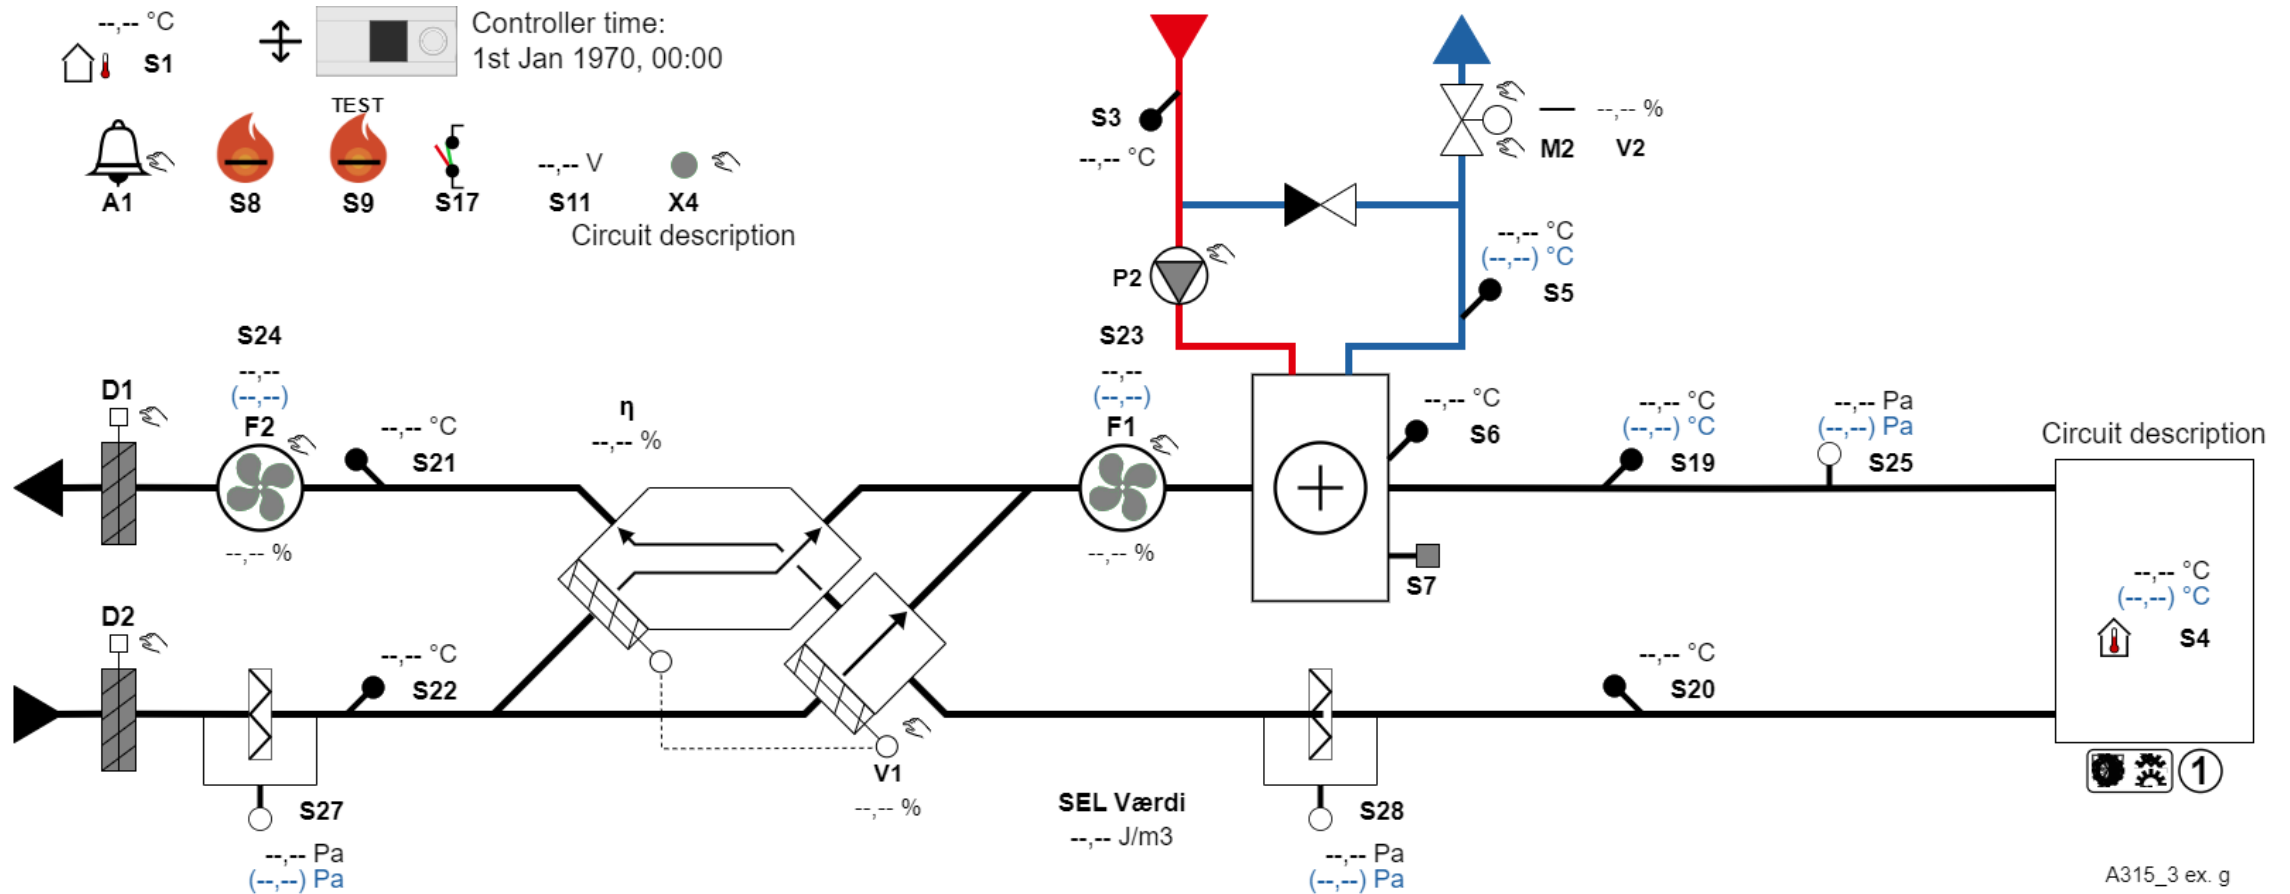 --,-- °C
S1
Controller time:
1st Jan 1970, 00:00
TEST
A1
S8
S9
S17
--,-- V
S11
X4
Circuit description
S3
--,-- °C
--,-- %
M2
V2
P2
--,-- °C
(--,--) °C
S5
S24
--,--
(--,--)
F2
--,-- %
D1
--,-- °C
S21
η
--,-- %
S23
--,--
(--,--)
F1
--,-- %
--,-- °C
S6
S7
--,-- °C
(--,--) °C
S19
--,-- Pa
(--,--) Pa
S25
Circuit description
--,-- °C
(--,--) °C
S4
D2
--,-- °C
S22
S27
--,-- Pa
(--,--) Pa
V1
--,-- %
SEL Værdi
--,-- J/m3
S28
--,-- Pa
(--,--) Pa
--,-- °C
S20
1
A315_3 ex. g